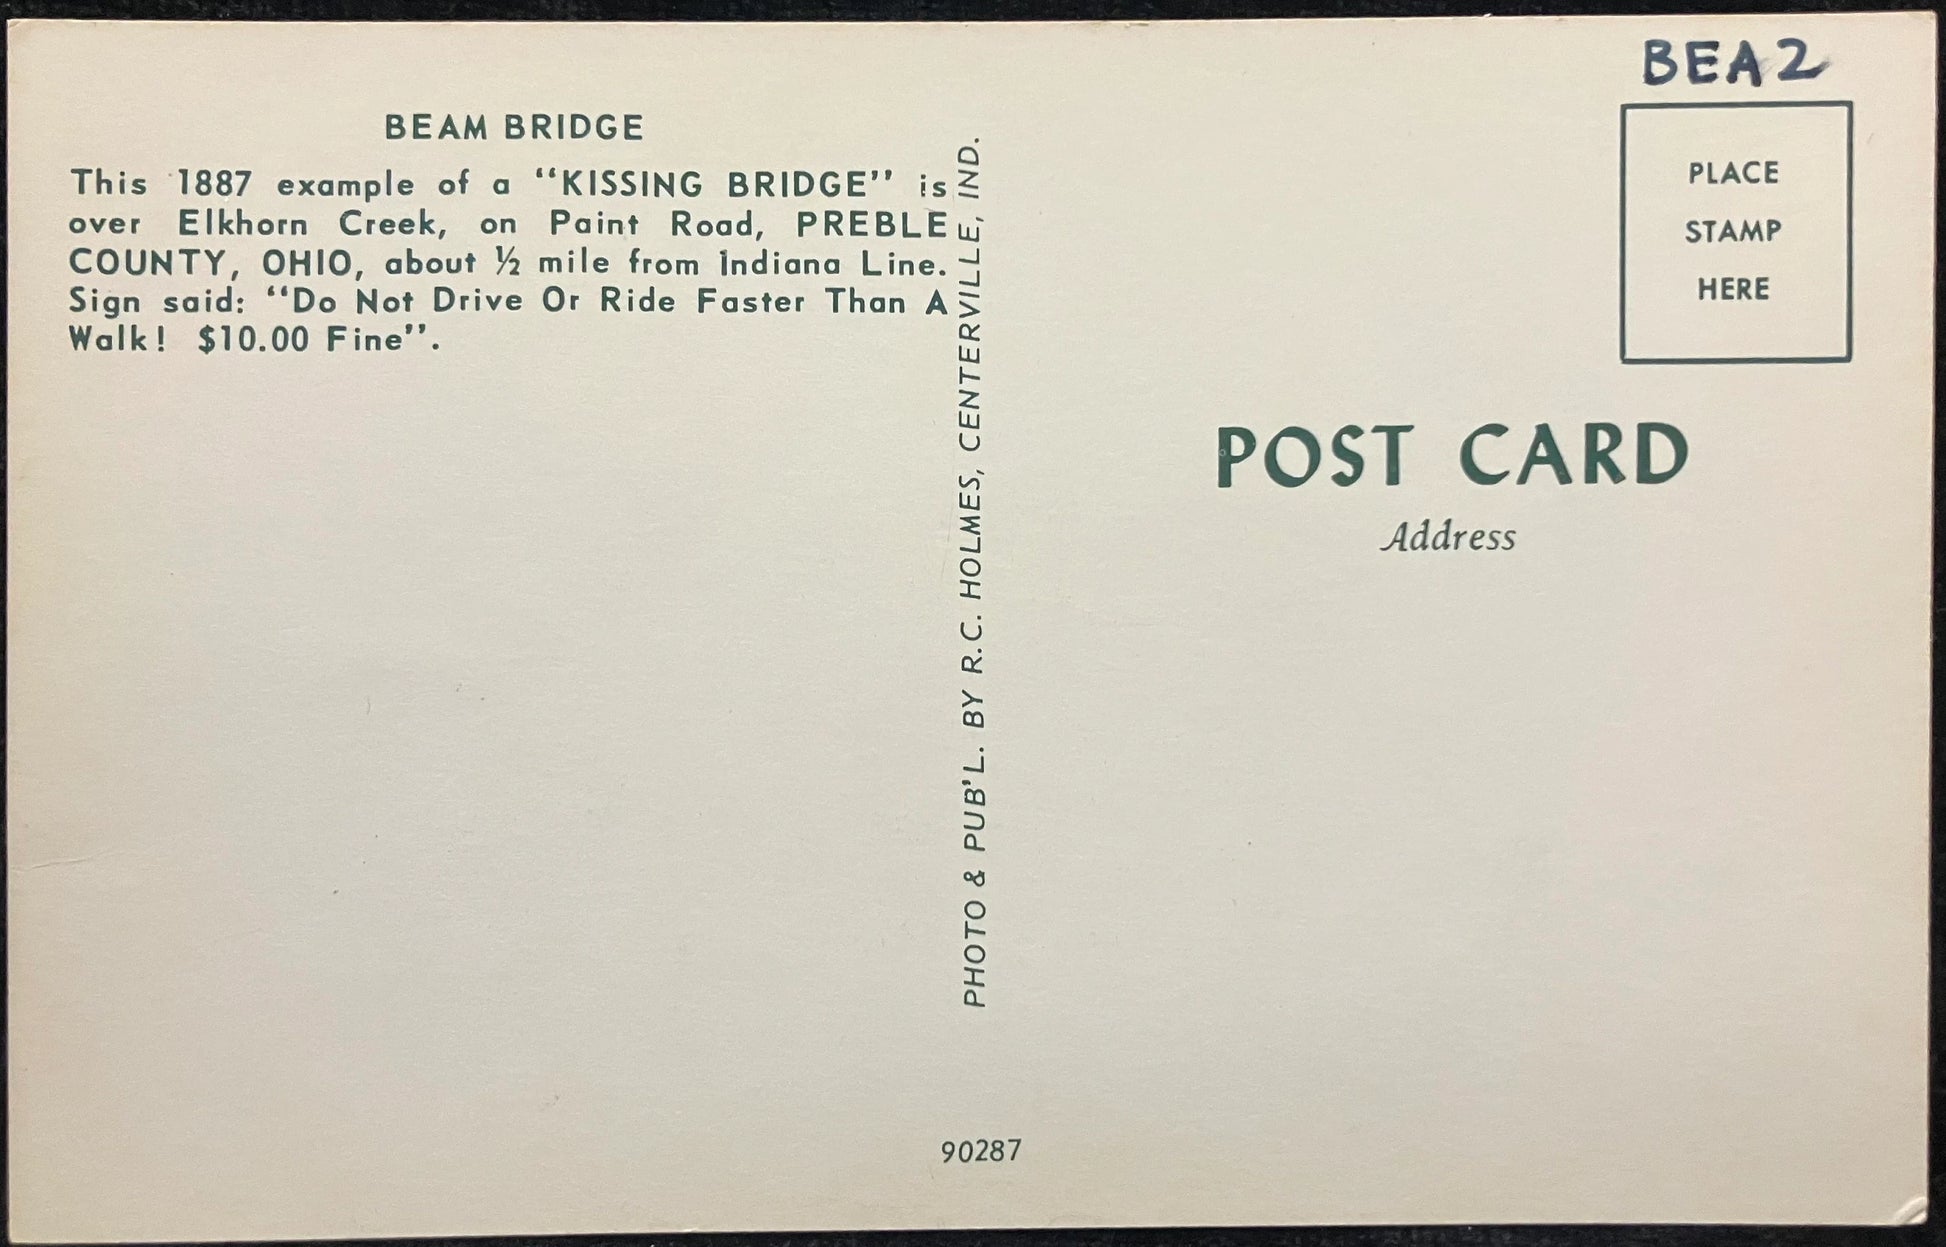 BEAM BRIDGE
This 1887 example of a “KISSING BRIDGE” is
over Elkhorn Creek, on Paint Road, PREBLE
COUNTY, OHIO, about ½ mile from Indiana Line.
Sign said: “Do Not Drive Or Ride Faster Than A
Walk! $10.00 Fine”.
PHOTO & PUB'L. BY R.C. HOLMES, CENTERVILLE, IND.
90287
BEA2
PLACE
STAMP
HERE
POST CARD
Address